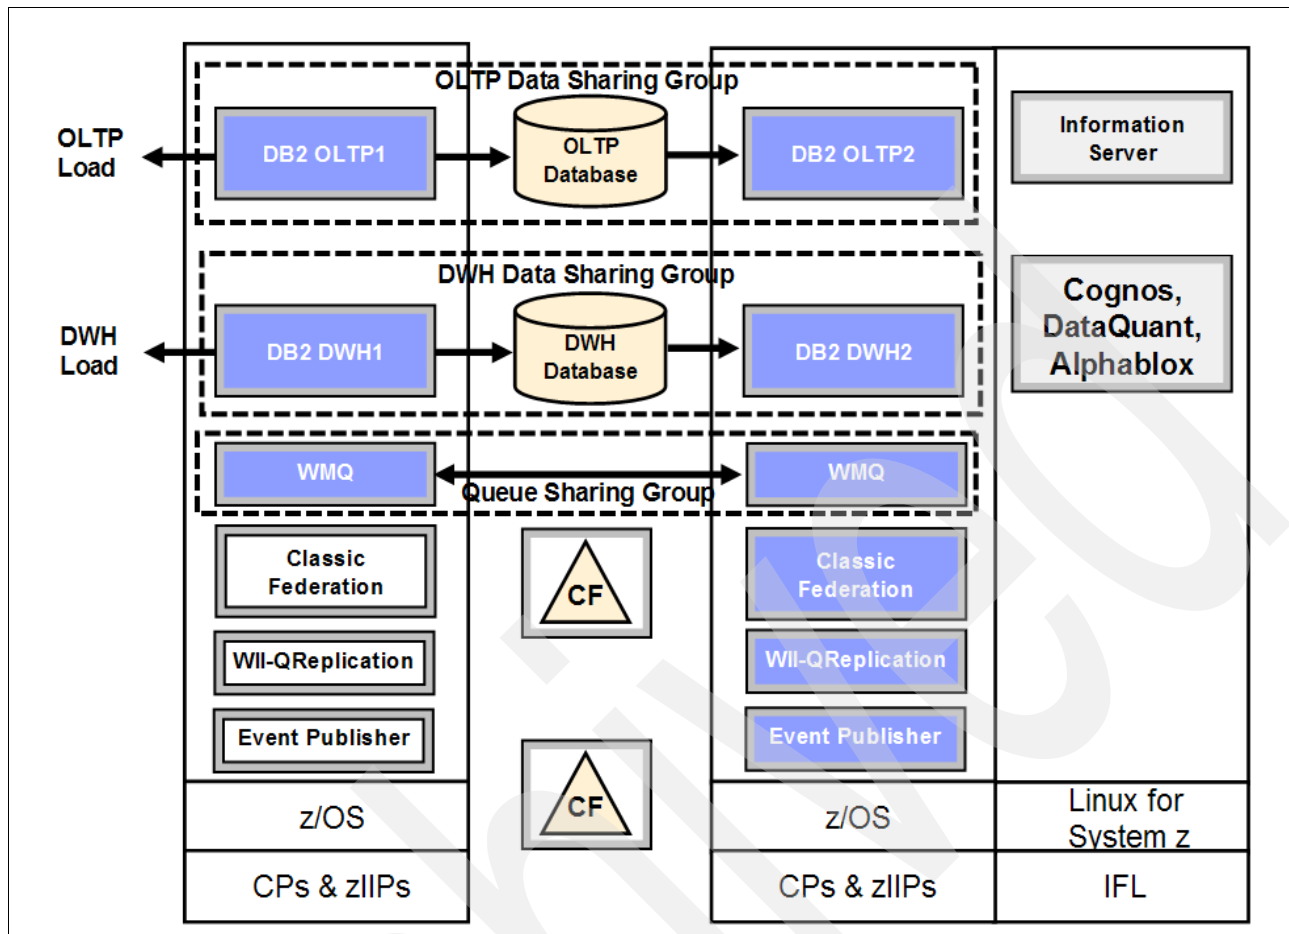 OLTP Data Sharing Group
OLTP
Load
DB2 OLTP1
OLTP
Database
DB2 OLTP2
Information
Server
DWH Data Sharing Group
DWH
Load
DB2 DWH1
DWH
Database
DB2 DWH2
Cognos,
DataQuant,
Alphablox
WMQ
Queue Sharing Group
WMQ
Classic
Federation
CF
Classic
Federation
WII-QReplication
WII-QReplication
Event Publisher
CF
Event Publisher
z/OS
z/OS
Linux for
System z
CPs & zIIPs
CPs & zIIPs
IFL